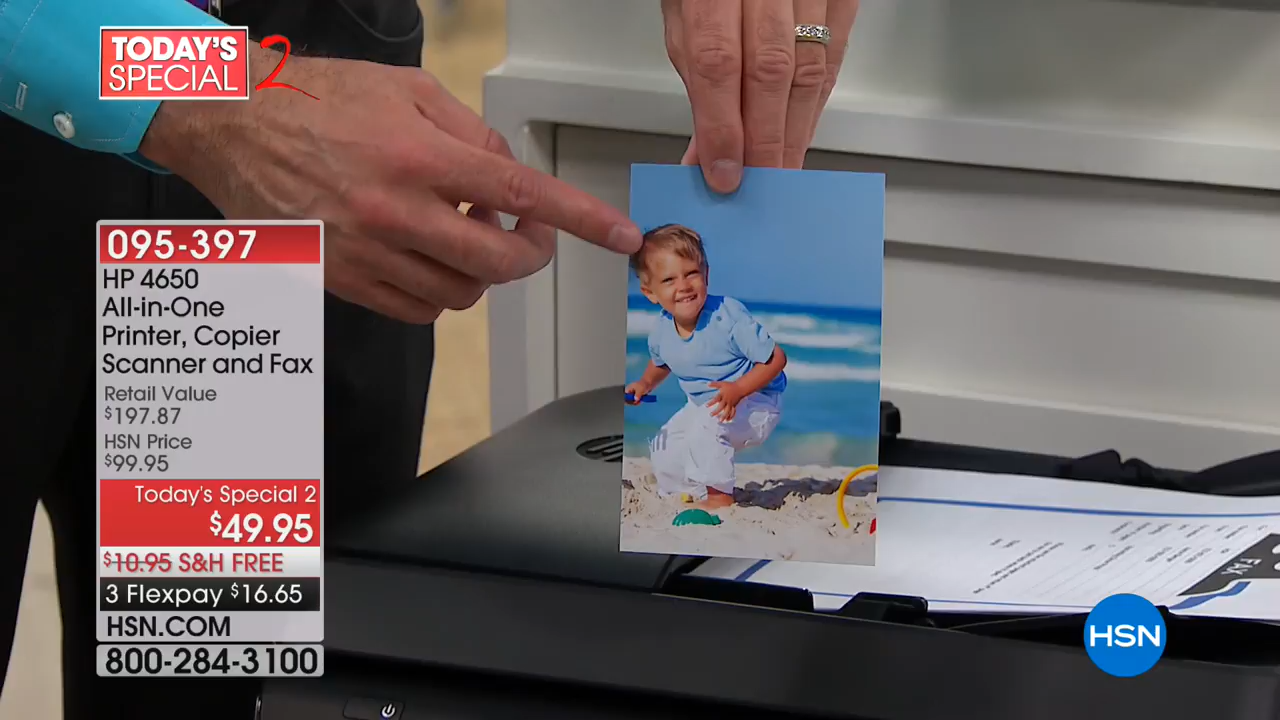 TODAY'S
SPECIAL 2
095-397
HP 4650
All-in-One
Printer, Copier
Scanner and Fax
Retail Value
$197.87
HSN Price
$99.95
Today's Special 2
$49.95
$10.95 S&H FREE
3 Flexpay $16.65
HSN.COM
800-284-3100
hp
FAX
HSN